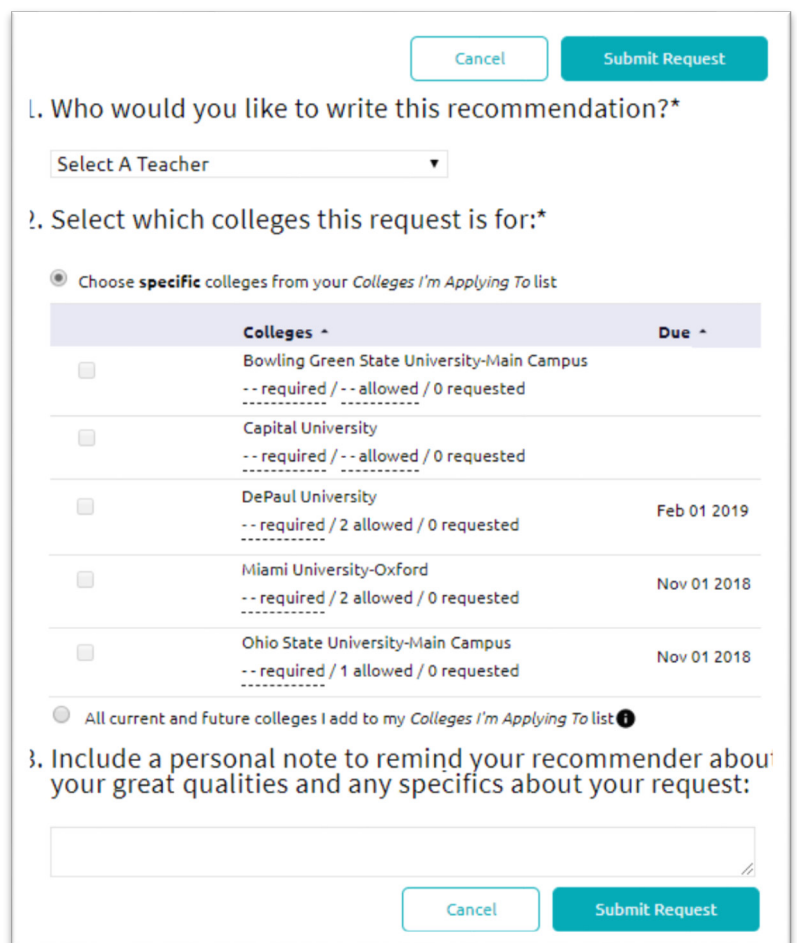 Cancel Submit Request
1. Who would you like to write this recommendation?*
Select A Teacher
2. Select which colleges this request is for:*
Choose specific colleges from your Colleges I'm Applying To list
Colleges Due
Bowling Green State University-Main Campus
-- required / -- allowed / 0 requested
Capital University
-- required / -- allowed / 0 requested
DePaul University
-- required / 2 allowed / 0 requested Feb 01 2019
Miami University-Oxford
-- required / 2 allowed / 0 requested Nov 01 2018
Ohio State University-Main Campus
-- required / 1 allowed / 0 requested Nov 01 2018
All current and future colleges I add to my Colleges I'm Applying To list
3. Include a personal note to remind your recommender about
your great qualities and any specifics about your request:
Cancel Submit Request